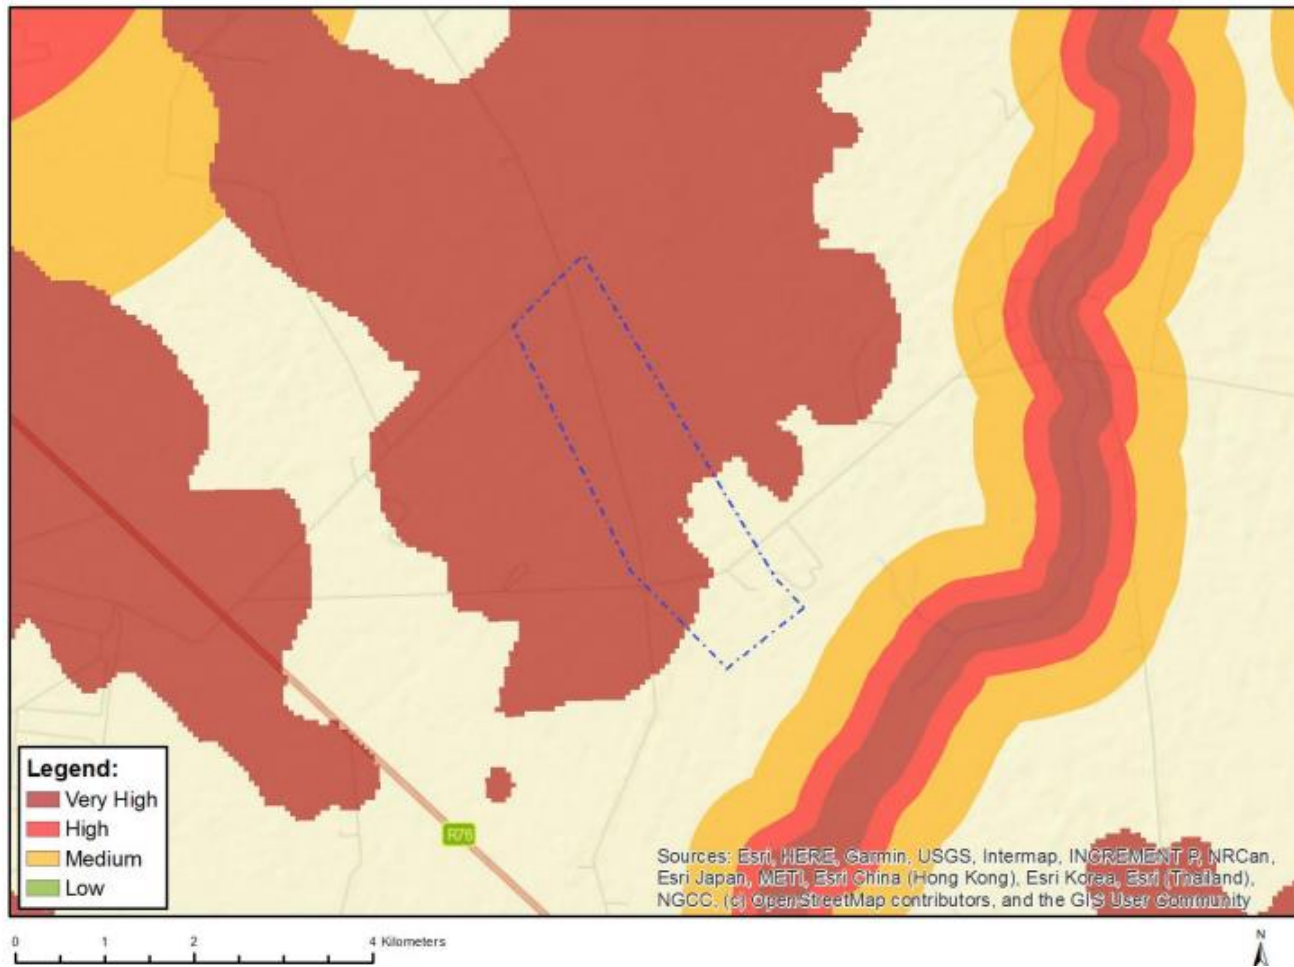 Legend:
Very High
High
Medium
Low
R76
Sources: Esri, HERE, Garmin, USGS, Intermap, INCREMENT P, NRCan,
Esri Japan, METI, Esri China (Hong Kong), Esri Korea, Esri (Thailand),
NGCC, (c) OpenStreetMap contributors, and the GIS User Community
0 1 2 4 Kilometers
N